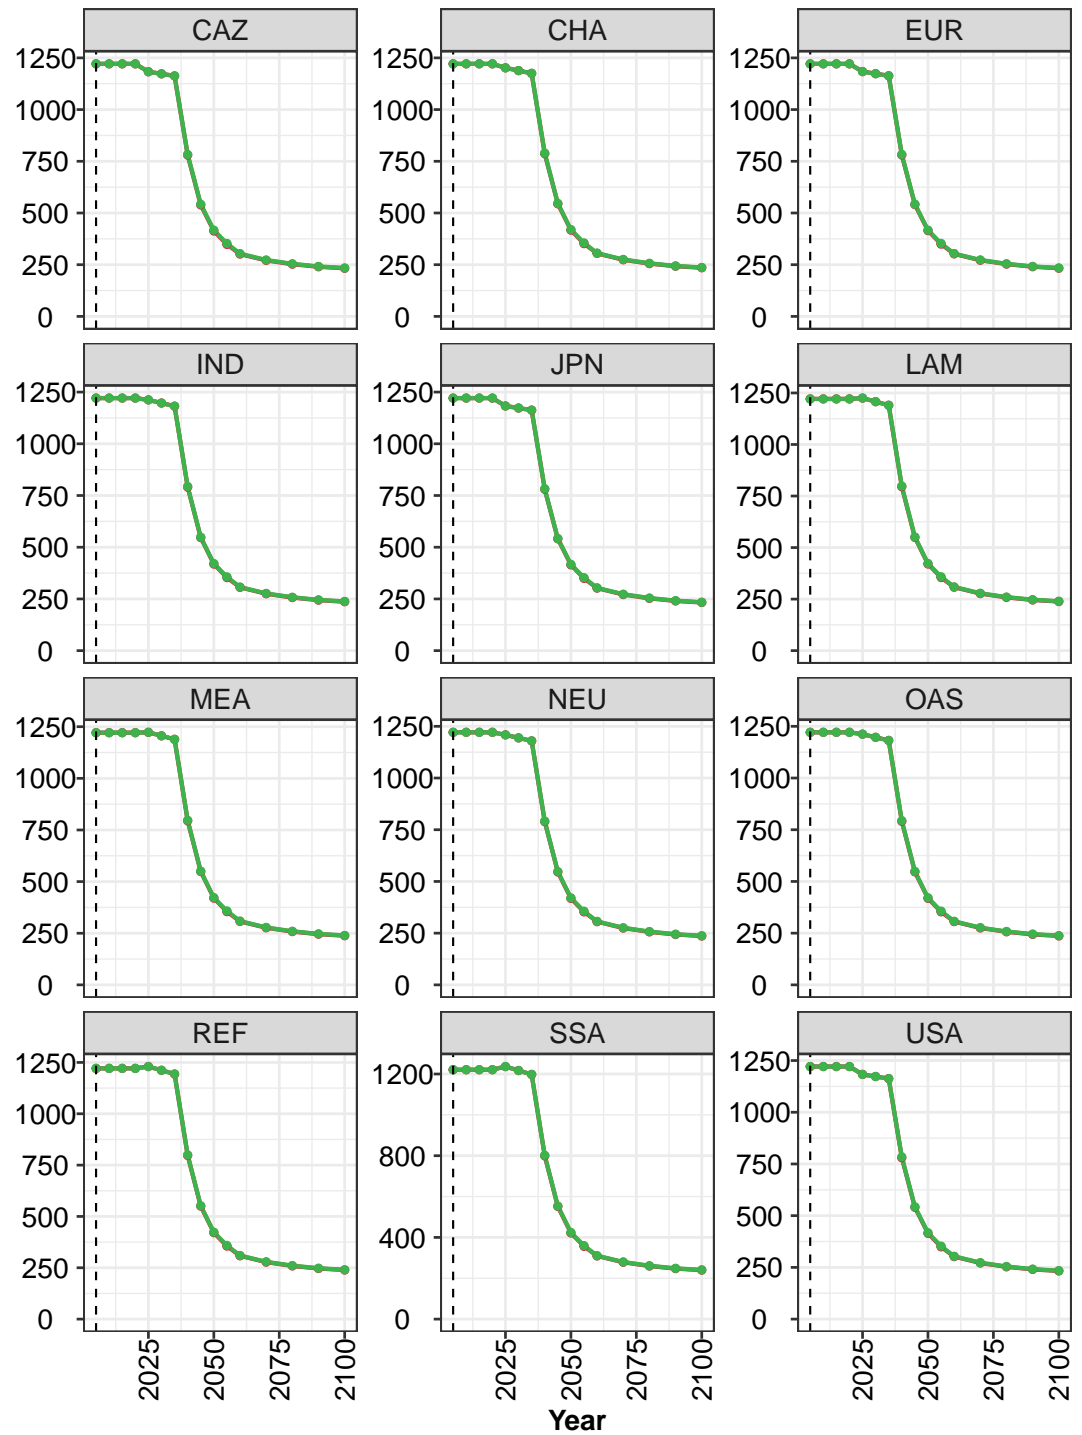 CAZ CHA EUR
1250 1250 1250
1000 1000 1000
750 750 750
500 500 500
250 250 250
0 0 0
IND JPN LAM
1250 1250 1250
1000 1000 1000
750 750 750
500 500 500
250 250 250
0 0 0
MEA NEU OAS
1250 1250 1250
1000 1000 1000
750 750 750
500 500 500
250 250 250
0 0 0
REF SSA USA
1250 1200 1250
1000 800 1000
750 400 750
500 0 500
250 250
0 0
2025 2050 2075 2100 2025 2050 2075 2100 2025 2050 2075 2100
Year